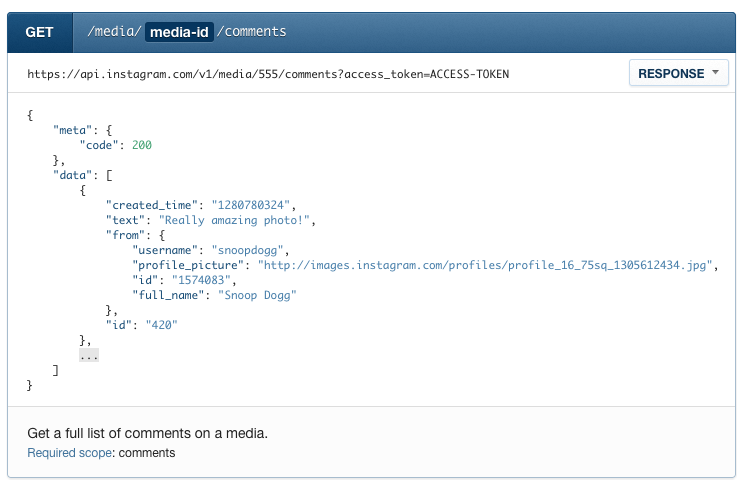 GET /media/ media-id /comments
https://api.instagram.com/v1/media/555/comments?access_token=ACCESS-TOKEN RESPONSE
{
    "meta": {
        "code": 200
    },
    "data": [
        {
            "created_time": "1280780324",
            "text": "Really amazing photo!",
            "from": {
                "username": "snoopdogg",
                "profile_picture": "http://images.instagram.com/profiles/profile_16_75sq_1305612434.jpg",
                "id": "1574083",
                "full_name": "Snoop Dogg"
            },
            "id": "420"
        },
        ...
    ]
}
Get a full list of comments on a media.
Required scope: comments